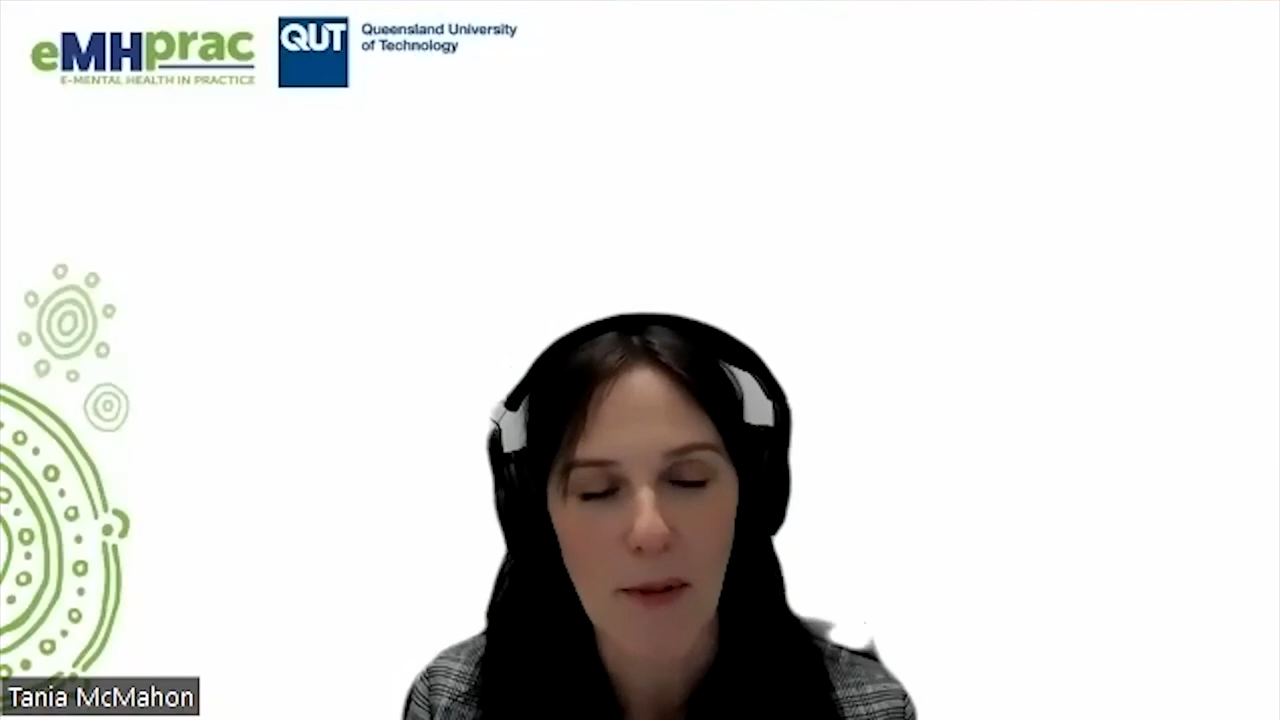 eMHprac
E-MENTAL HEALTH IN PRACTICE
QUT
Queensland University
of Technology
Tania McMahon